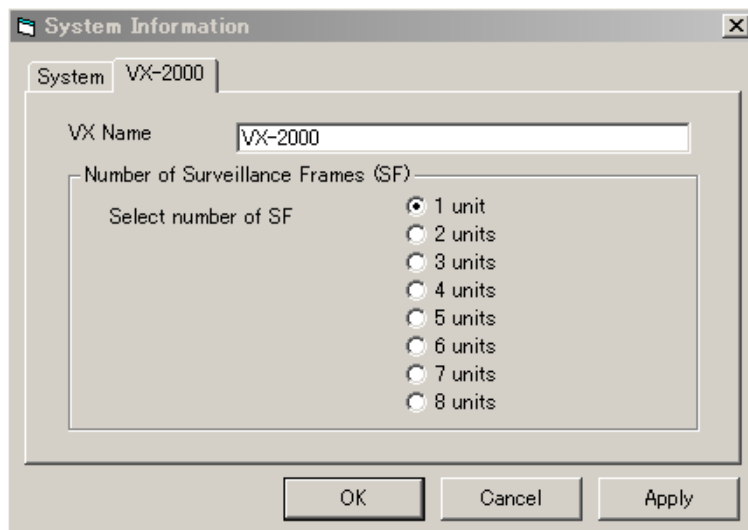 System Information
System VX-2000
VX Name VX-2000
Number of Surveillance Frames (SF)
Select number of SF
1 unit
2 units
3 units
4 units
5 units
6 units
7 units
8 units
OK Cancel Apply